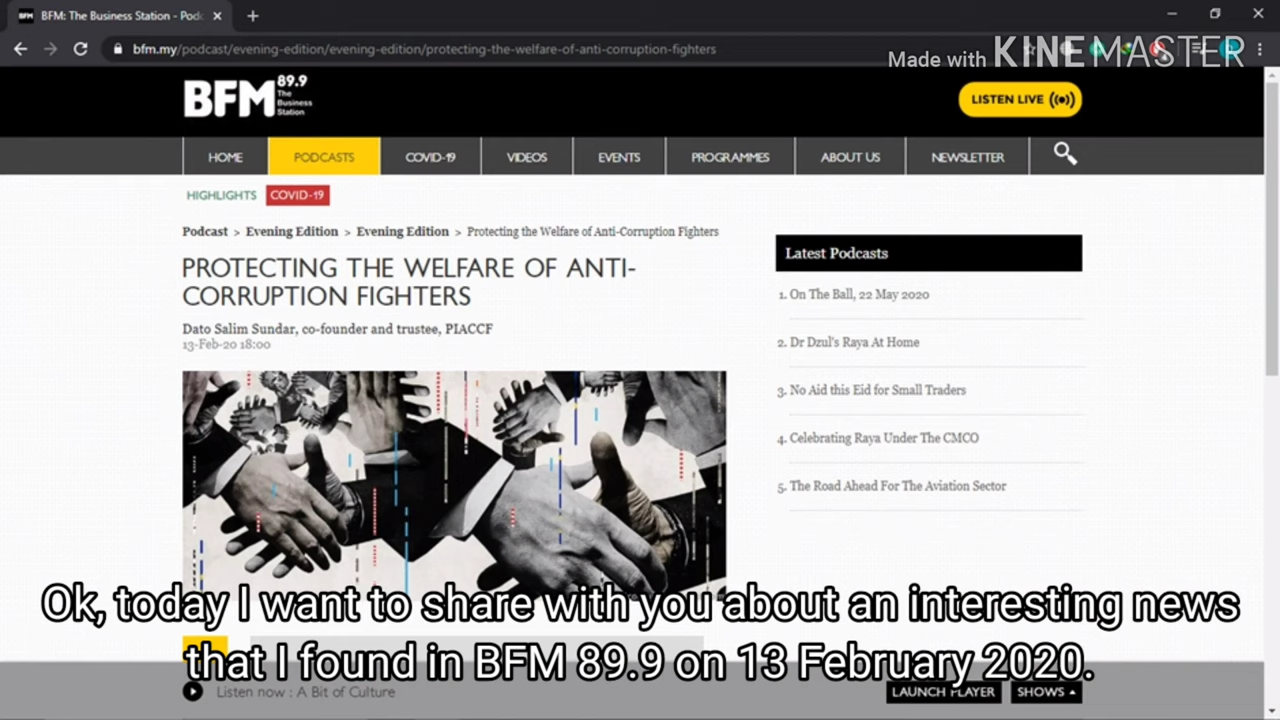 BFM: The Business Station - Podc
bfm.my/podcast/evening-edition/evening-edition/protecting-the-welfare-of-anti-corruption-fighters
Made with KINEMASTER
BFM 89.9
The
Business
Station
LISTEN LIVE
HOME
PODCASTS
COVID-19
VIDEOS
EVENTS
PROGRAMMES
ABOUT US
NEWSLETTER
HIGHLIGHTS
COVID-19
Podcast > Evening Edition > Evening Edition > Protecting the Welfare of Anti-Corruption Fighters
PROTECTING THE WELFARE OF ANTI-
CORRUPTION FIGHTERS
Dato Salim Sundar, co-founder and trustee, PIACCF
13-Feb-20 18:00
Latest Podcasts
1. On The Ball, 22 May 2020
2. Dr Dzul's Raya At Home
3. No Aid this Eid for Small Traders
4. Celebrating Raya Under The CMCO
5. The Road Ahead For The Aviation Sector
Ok, today I want to share with you about an interesting news
that I found in BFM 89.9 on 13 February 2020.
Listen now : A Bit of Culture
LAUNCH PLAYER
SHOWS